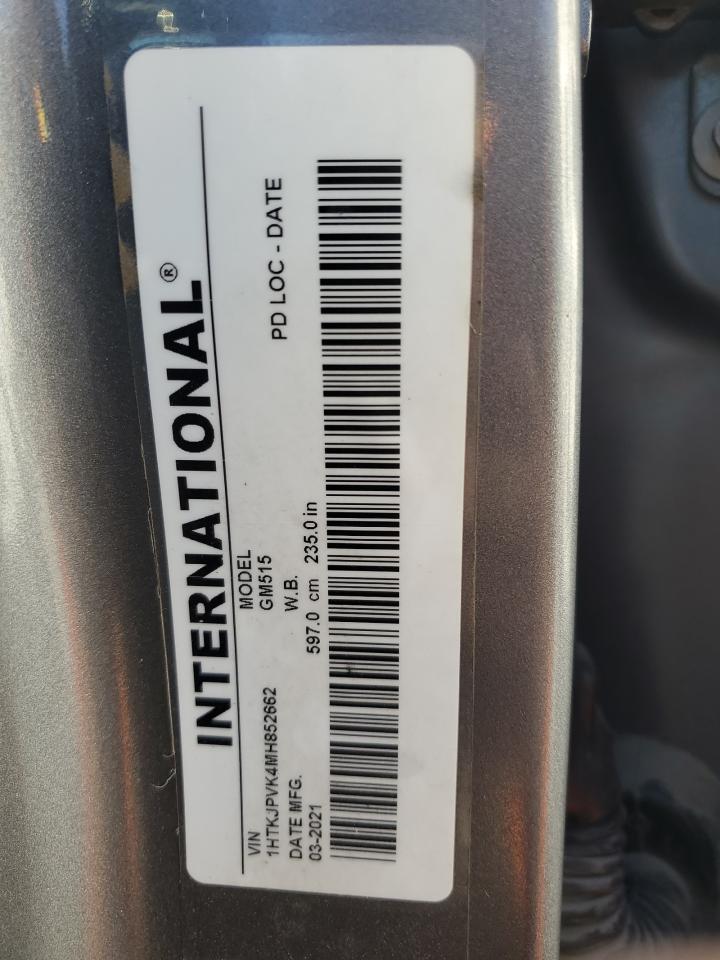 INTERNATIONAL®
VIN
1HTKJPVK4MH852662
MODEL
GM515
DATE MFG.
03-2021
W.B.
597.0 cm 235.0 in
PD LOC - DATE